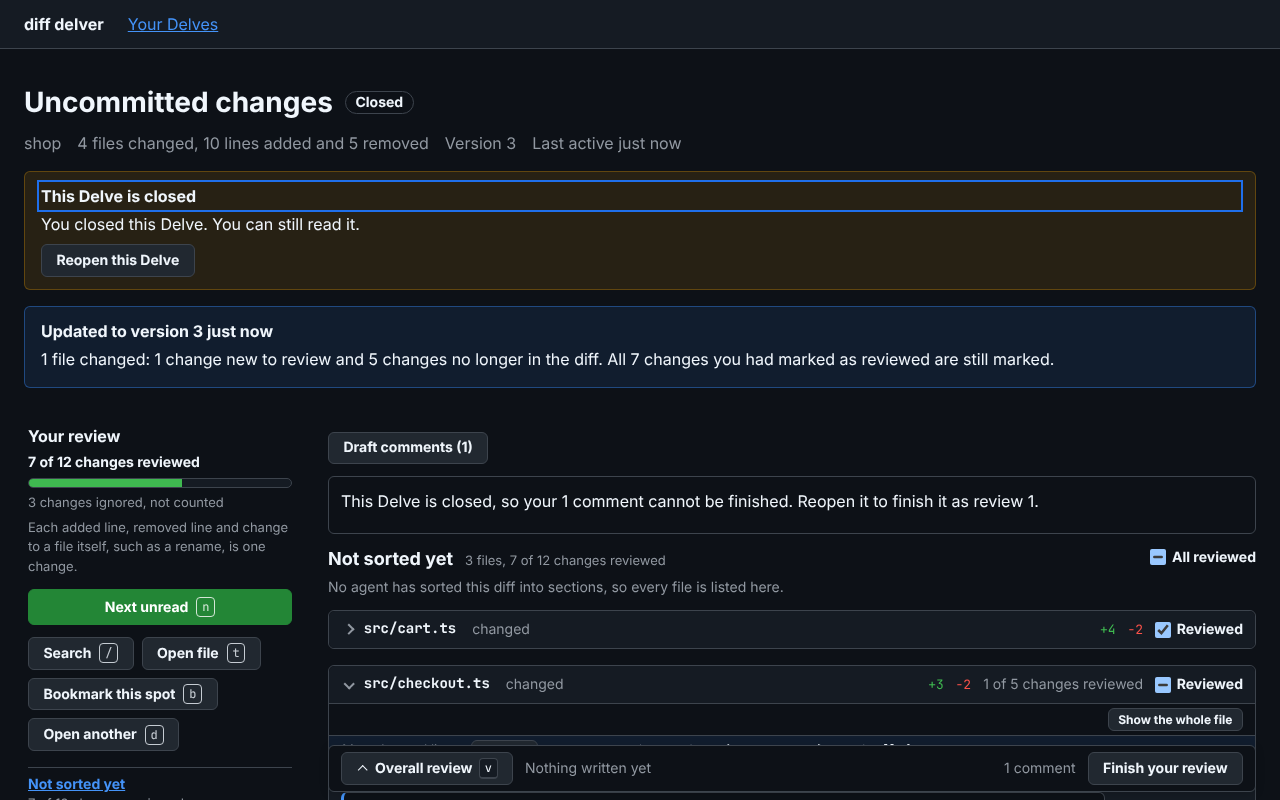 diff delver Your Delves
Uncommitted changes Closed
shop 4 files changed, 10 lines added and 5 removed Version 3 Last active just now
This Delve is closed
You closed this Delve. You can still read it.
Reopen this Delve
Updated to version 3 just now
1 file changed: 1 change new to review and 5 changes no longer in the diff. All 7 changes you had marked as reviewed are still marked.
Your review
7 of 12 changes reviewed
3 changes ignored, not counted
Each added line, removed line and change
to a file itself, such as a rename, is one
change.
Next unread n
Search / Open file t
Bookmark this spot b
Open another d
Not sorted yet
Draft comments (1)
This Delve is closed, so your 1 comment cannot be finished. Reopen it to finish it as review 1.
Not sorted yet 3 files, 7 of 12 changes reviewed All reviewed
No agent has sorted this diff into sections, so every file is listed here.
src/cart.ts changed +4 -2 Reviewed
src/checkout.ts changed +3 -2 1 of 5 changes reviewed Reviewed
Show the whole file
Overall review v Nothing written yet 1 comment Finish your review